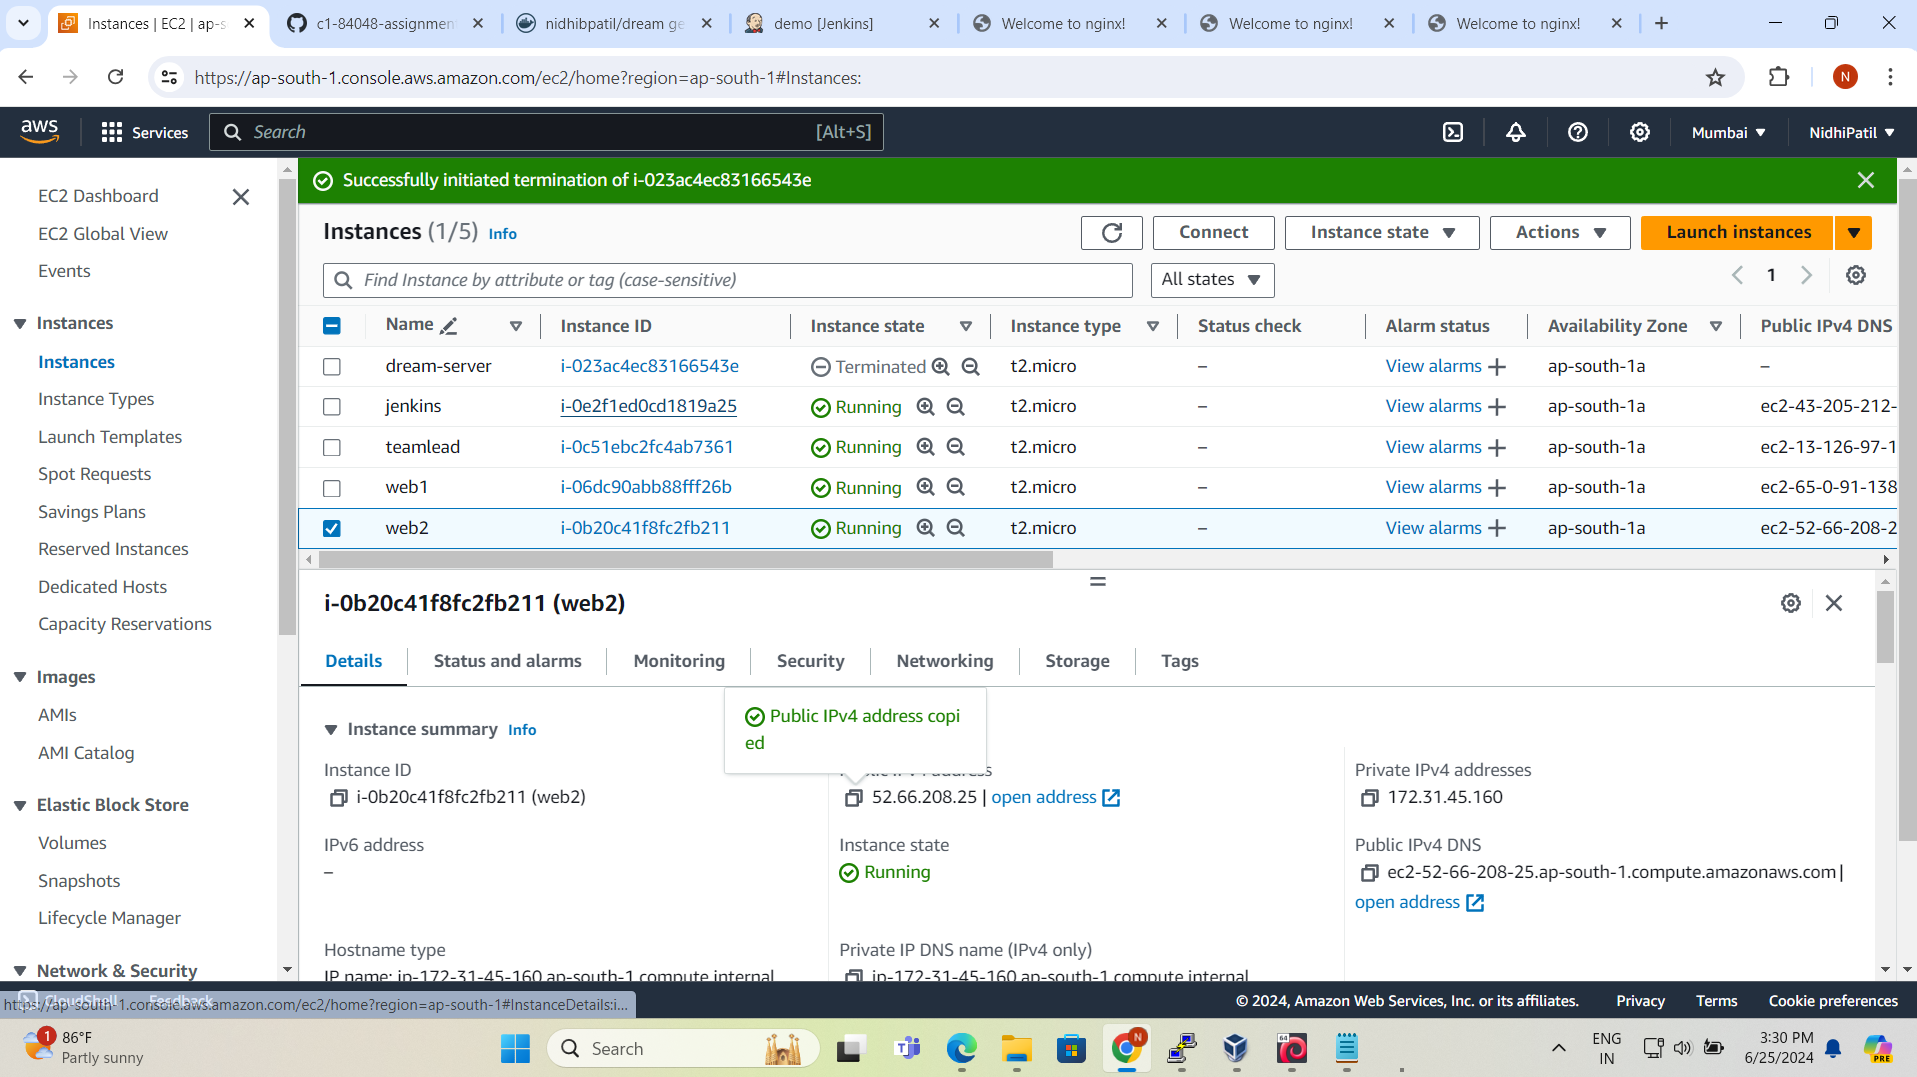 Instances | EC2 | ap-s
c1-84048-assignmen
nidhibpatil/dream ge
demo [Jenkins]
Welcome to nginx!
Welcome to nginx!
Welcome to nginx!
https://ap-south-1.console.aws.amazon.com/ec2/home?region=ap-south-1#Instances:
N
aws
Services
Search
[Alt+S]
Mumbai
NidhiPatil
EC2 Dashboard
EC2 Global View
Events
Instances
Instances
Instance Types
Launch Templates
Spot Requests
Savings Plans
Reserved Instances
Dedicated Hosts
Capacity Reservations
Images
AMIs
AMI Catalog
Elastic Block Store
Volumes
Snapshots
Lifecycle Manager
Network & Security
Successfully initiated termination of i-023ac4ec83166543e
Instances (1/5) Info
Connect
Instance state
Actions
Launch instances
Find Instance by attribute or tag (case-sensitive)
All states
1
Name Instance ID Instance state Instance type Status check Alarm status Availability Zone Public IPv4 DNS
dream-server i-023ac4ec83166543e Terminated t2.micro – View alarms + ap-south-1a –
jenkins i-0e2f1ed0cd1819a25 Running t2.micro – View alarms + ap-south-1a ec2-43-205-212-
teamlead i-0c51ebc2fc4ab7361 Running t2.micro – View alarms + ap-south-1a ec2-13-126-97-1
web1 i-06dc90abb88fff26b Running t2.micro – View alarms + ap-south-1a ec2-65-0-91-138
web2 i-0b20c41f8fc2fb211 Running t2.micro – View alarms + ap-south-1a ec2-52-66-208-2
i-0b20c41f8fc2fb211 (web2)
Details
Status and alarms
Monitoring
Security
Networking
Storage
Tags
Public IPv4 address copi
ed
Instance summary Info
Instance ID
i-0b20c41f8fc2fb211 (web2)
52.66.208.25 | open address
Private IPv4 addresses
172.31.45.160
IPv6 address
–
Instance state
Running
Public IPv4 DNS
ec2-52-66-208-25.ap-south-1.compute.amazonaws.com |
open address
Hostname type
IP name: ip-172-31-45-160.ap-south-1.compute.internal
Private IP DNS name (IPv4 only)
ip-172-31-45-160.ap-south-1.compute.internal
CloudShell
Feedback
https://ap-south-1.console.aws.amazon.com/ec2/home?region=ap-south-1#InstanceDetails:i...
© 2024, Amazon Web Services, Inc. or its affiliates.
Privacy
Terms
Cookie preferences
1
86°F
Partly sunny
Search
N
64
ENG
IN
3:30 PM
6/25/2024
PRE